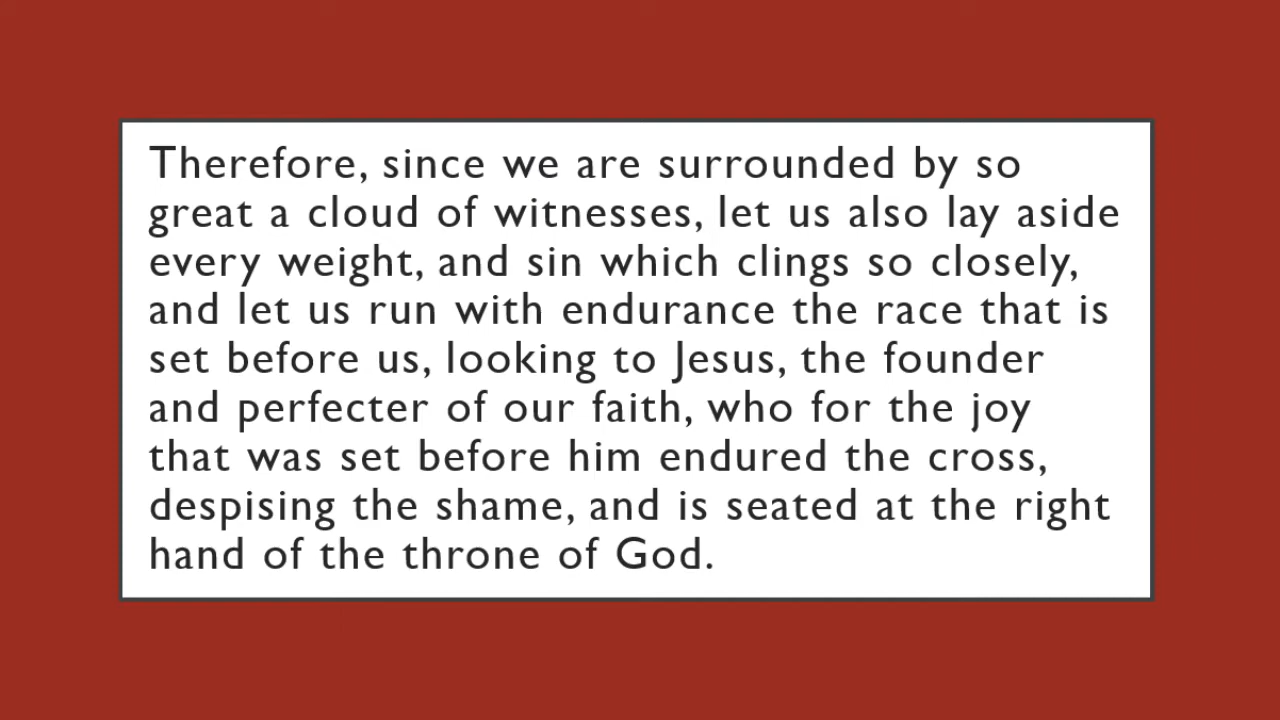 Therefore, since we are surrounded by so
great a cloud of witnesses, let us also lay aside
every weight, and sin which clings so closely,
and let us run with endurance the race that is
set before us, looking to Jesus, the founder
and perfecter of our faith, who for the joy
that was set before him endured the cross,
despising the shame, and is seated at the right
hand of the throne of God.